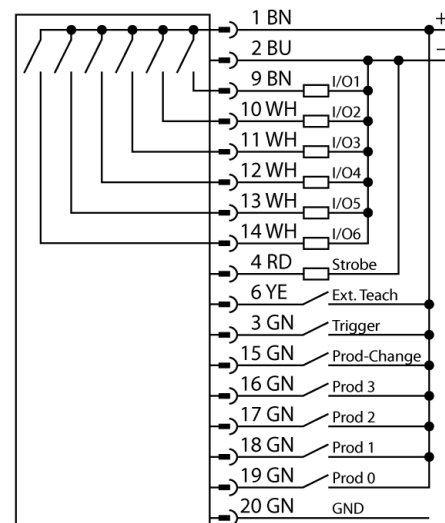 1 BN +
2 BU –
9 BN I/O1
10 WH I/O2
11 WH I/O3
12 WH I/O4
13 WH I/O5
14 WH I/O6
4 RD Strobe
6 YE Ext. Teach
3 GN Trigger
15 GN Prod-Change
16 GN Prod 3
17 GN Prod 2
18 GN Prod 1
19 GN Prod 0
20 GN GND